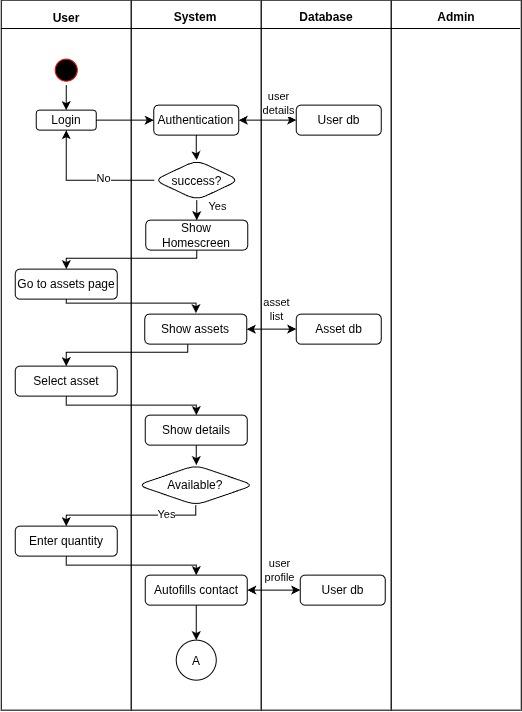 User
System
Database
Admin
Login
Authentication
user
details
User db
No
success?
Yes
Show
Homescreen
Go to assets page
asset
list
Show assets
Asset db
Select asset
Show details
Available?
Yes
Enter quantity
user
profile
Autofills contact
User db
A